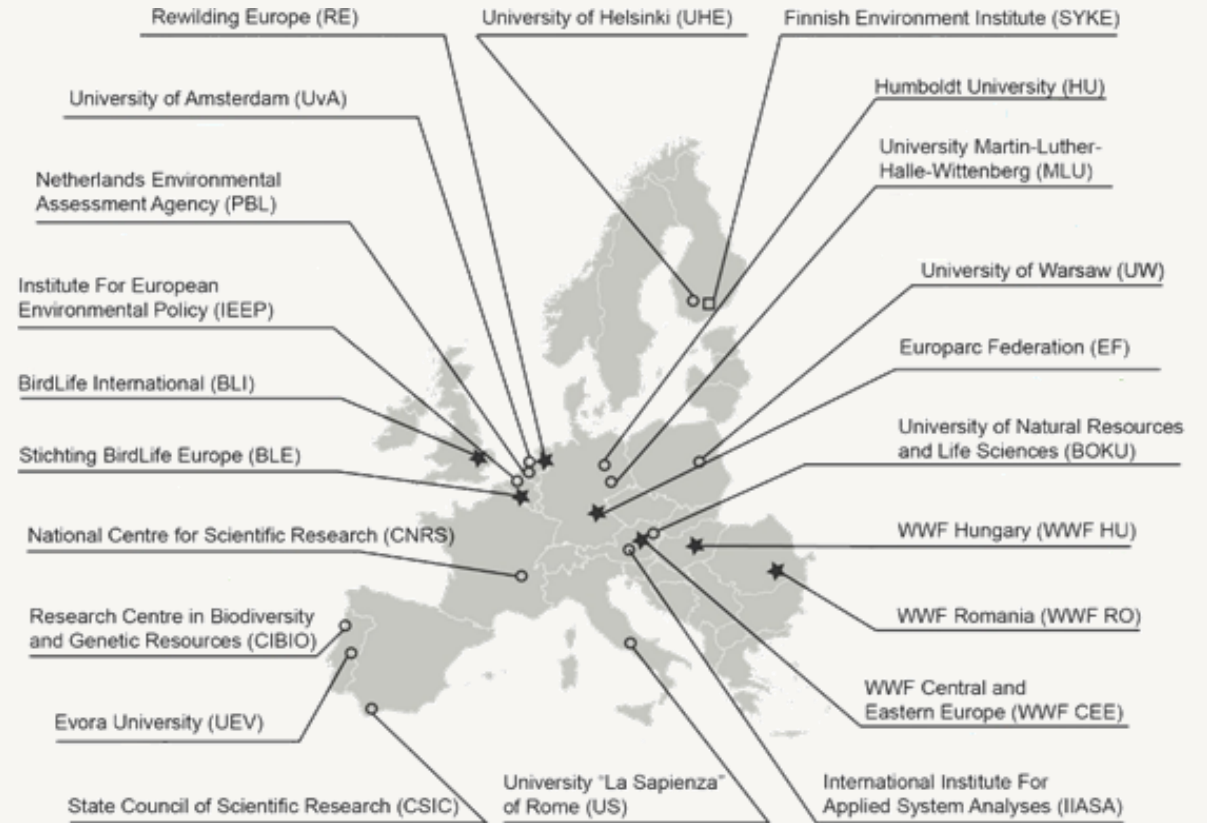 Rewilding Europe (RE)
University of Helsinki (UHE)
Finnish Environment Institute (SYKE)
University of Amsterdam (UvA)
Humboldt University (HU)
Netherlands Environmental
Assessment Agency (PBL)
University Martin-Luther-
Halle-Wittenberg (MLU)
Institute For European
Environmental Policy (IEEP)
University of Warsaw (UW)
BirdLife International (BLI)
Europarc Federation (EF)
Stichting BirdLife Europe (BLE)
University of Natural Resources
and Life Sciences (BOKU)
National Centre for Scientific Research (CNRS)
WWF Hungary (WWF HU)
Research Centre in Biodiversity
and Genetic Resources (CIBIO)
WWF Romania (WWF RO)
Evora University (UEV)
WWF Central and
Eastern Europe (WWF CEE)
State Council of Scientific Research (CSIC)
University "La Sapienza"
of Rome (US)
International Institute For
Applied System Analyses (IIASA)